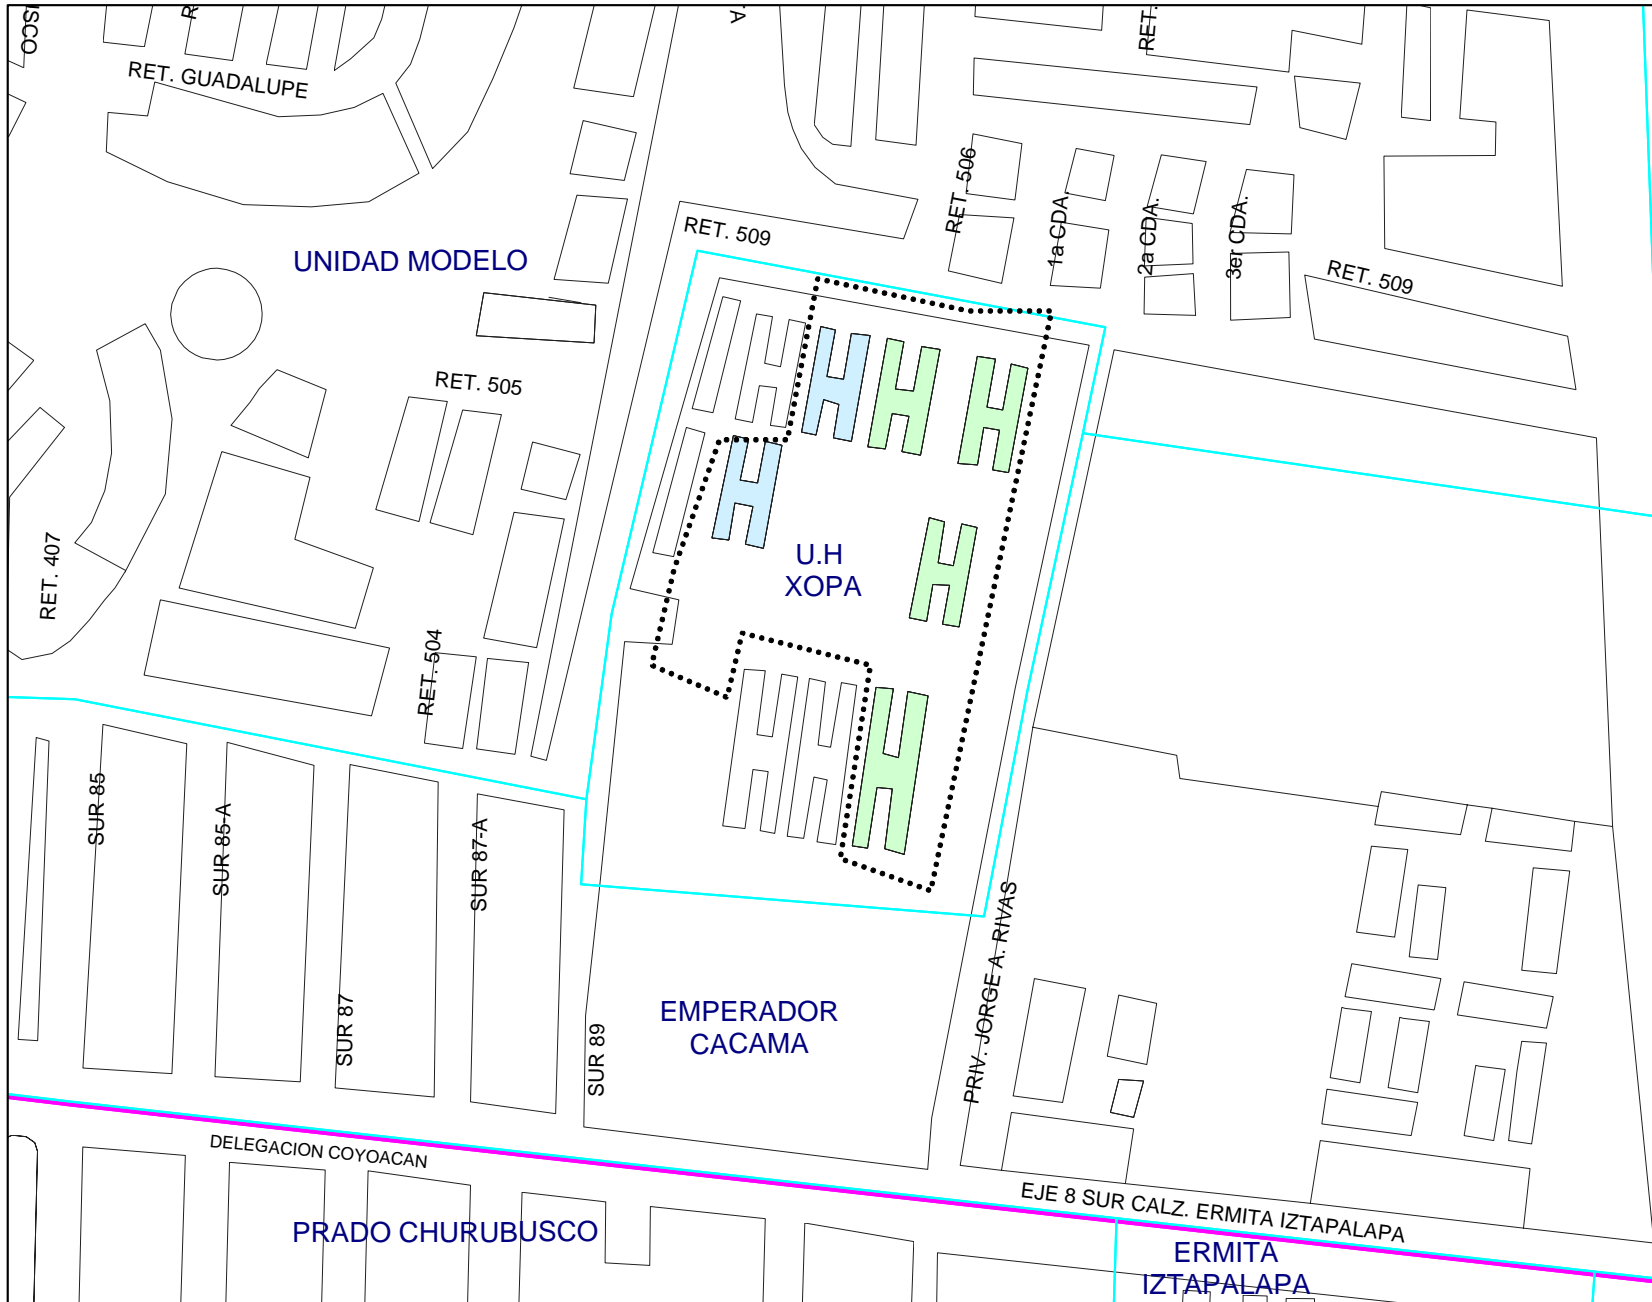 RET.
RET. GUADALUPE
RET. 506
1a CDA.
2a CDA.
3er CDA.
RET. 509
UNIDAD MODELO
RET. 509
RET. 505
RET. 407
U.H
XOPA
RET. 504
SUR 85
SUR 85-A
SUR 87-A
SUR 87
SUR 89
PRIV. JORGE A. RIVAS
EMPERADOR
CACAMA
DELEGACION COYOACAN
EJE 8 SUR CALZ. ERMITA IZTAPALAPA
PRADO CHURUBUSCO
ERMITA
IZTAPALAPA